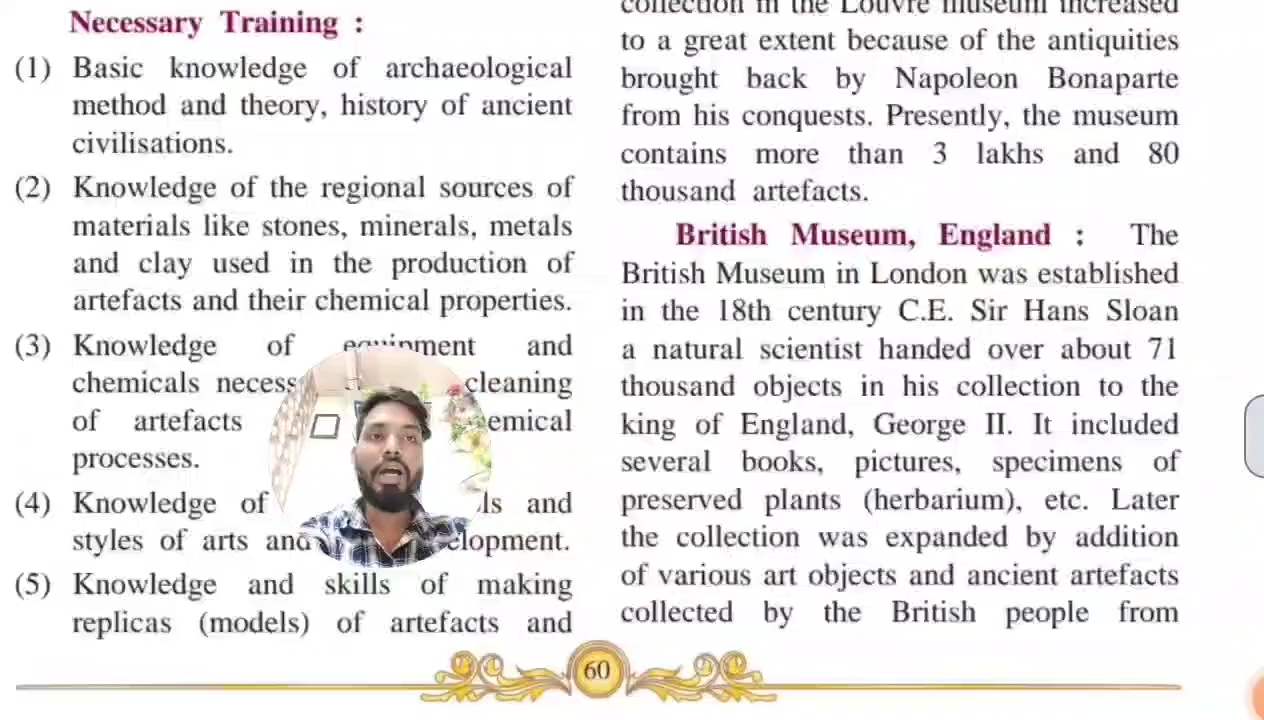 Necessary Training :
(1) Basic knowledge of archaeological
method and theory, history of ancient
civilisations.
(2) Knowledge of the regional sources of
materials like stones, minerals, metals
and clay used in the production of
artefacts and their chemical properties.
(3) Knowledge of equipment and
chemicals cleaning
of artefacts
processes.
(4) Knowledge of and
styles of arts
(5) Knowledge and skills of making
replicas (models) of artefacts and
collection in the Louvre museum increased
to a great extent because of the antiquities
brought back by Napoleon Bonaparte
from his conquests. Presently, the museum
contains more than 3 lakhs and 80
thousand artefacts.
British Museum, England : The
British Museum in London was established
in the 18th century C.E. Sir Hans Sloan
a natural scientist handed over about 71
thousand objects in his collection to the
king of England, George II. It included
several books, pictures, specimens of
preserved plants (herbarium), etc. Later
the collection was expanded by addition
of various art objects and ancient artefacts
collected by the British people from
60